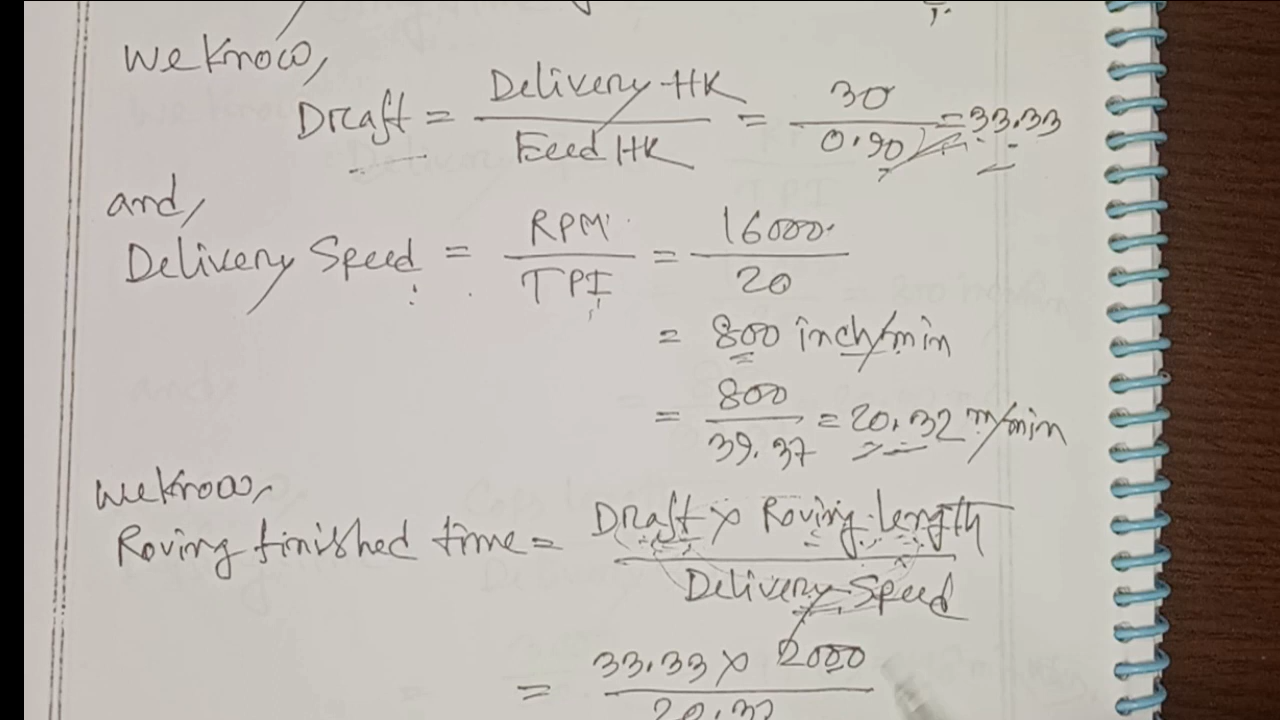 We know,
Draft = Delivery HK / Feed HK = 30 / 0.90 = 33.33
and,
Delivery Speed = RPM / TPI = 16000 / 20
= 800 inch/min
= 800 / 39.37 = 20.32 m/min
We know,
Roving finished time = Draft × Roving length / Delivery Speed
= 33.33 × 2000 / 20.32